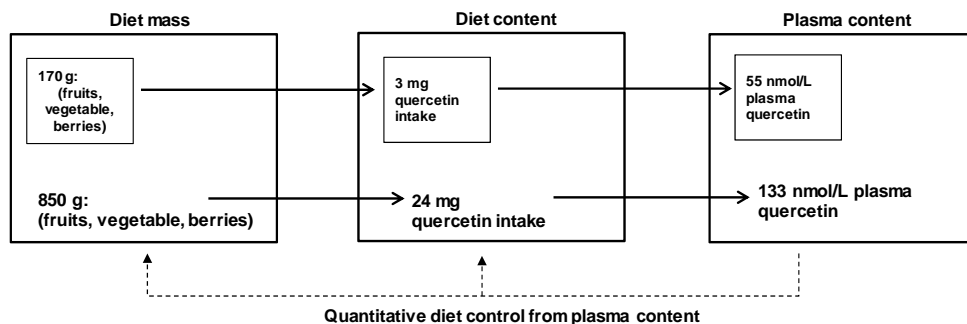 Diet mass
Diet content
Plasma content
170 g:
(fruits,
vegetable,
berries)
3 mg
quercetin
intake
55 nmol/L
plasma
quercetin
850 g:
(fruits, vegetable, berries)
24 mg
quercetin intake
133 nmol/L plasma
quercetin
Quantitative diet control from plasma content